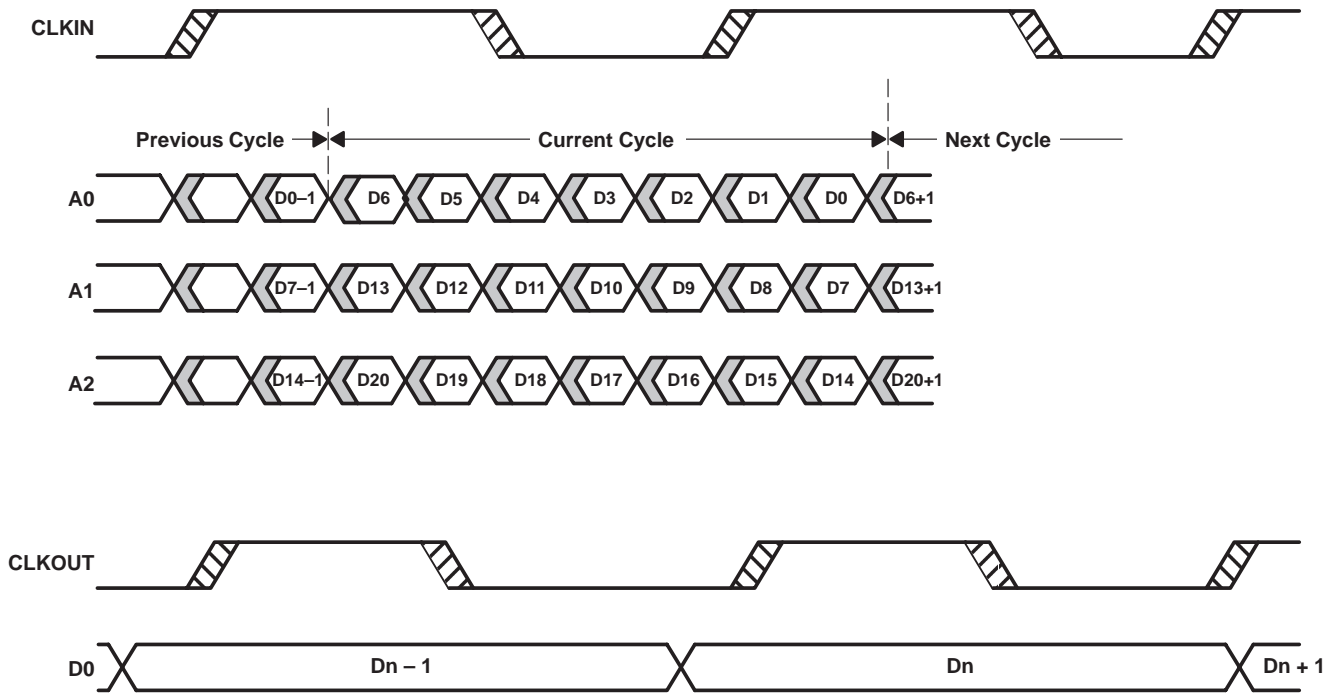 CLKIN
Previous Cycle Current Cycle Next Cycle
A0 D0–1 D6 D5 D4 D3 D2 D1 D0 D6+1
A1 D7–1 D13 D12 D11 D10 D9 D8 D7 D13+1
A2 D14–1 D20 D19 D18 D17 D16 D15 D14 D20+1
CLKOUT
D0 Dn – 1 Dn Dn + 1